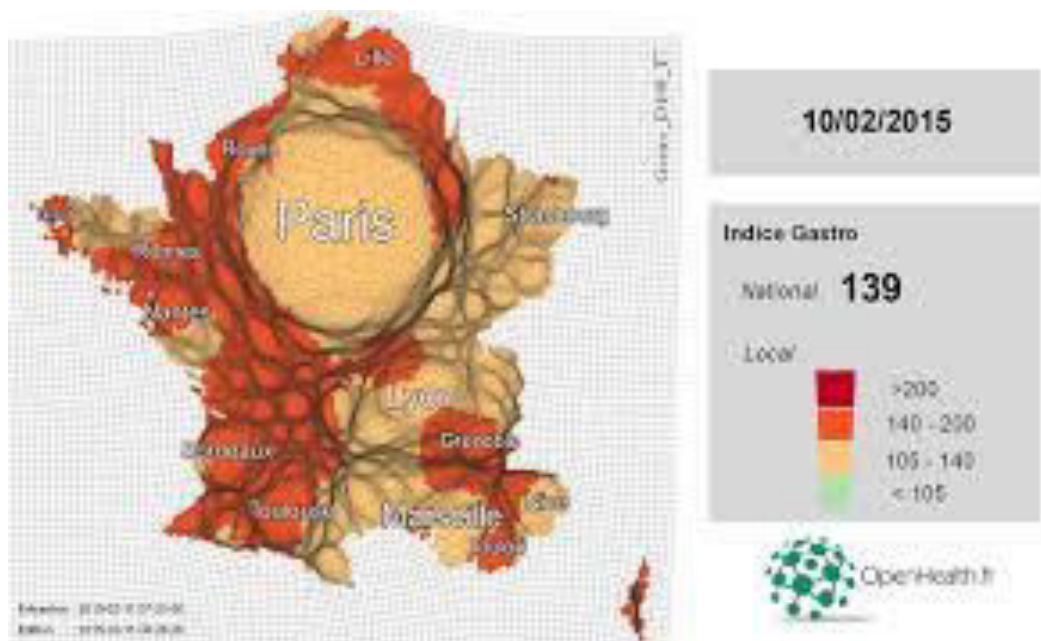 Lille
Rouen
Paris
Strasbourg
Rennes
Nantes
Lyon
Grenoble
Bordeaux
Toulouse
Marseille
Nice
Toulon
10/02/2015
Indice Gastro
National 139
Local
>200
140 - 200
105 - 140
< 105
OpenHealth.fr